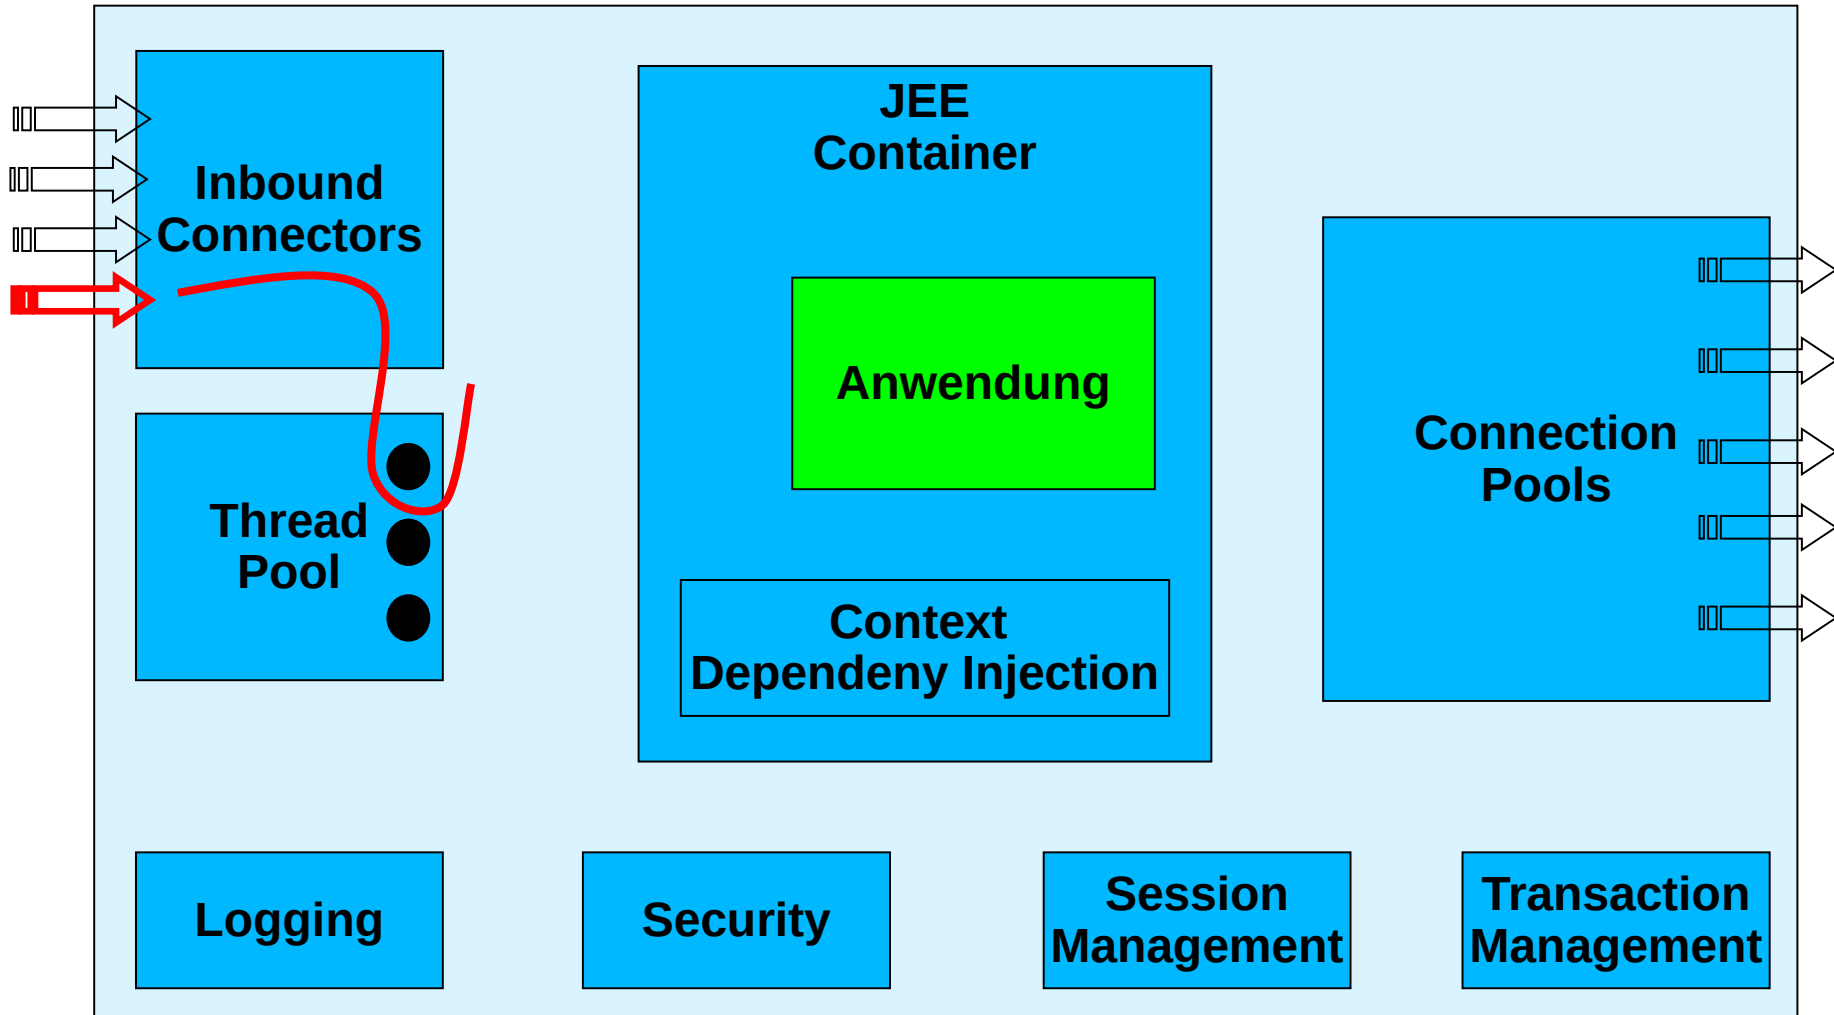 Inbound
Connectors
JEE
Container
Anwendung
Connection
Pools
Thread
Pool
Context
Dependeny Injection
Logging
Security
Session
Management
Transaction
Management